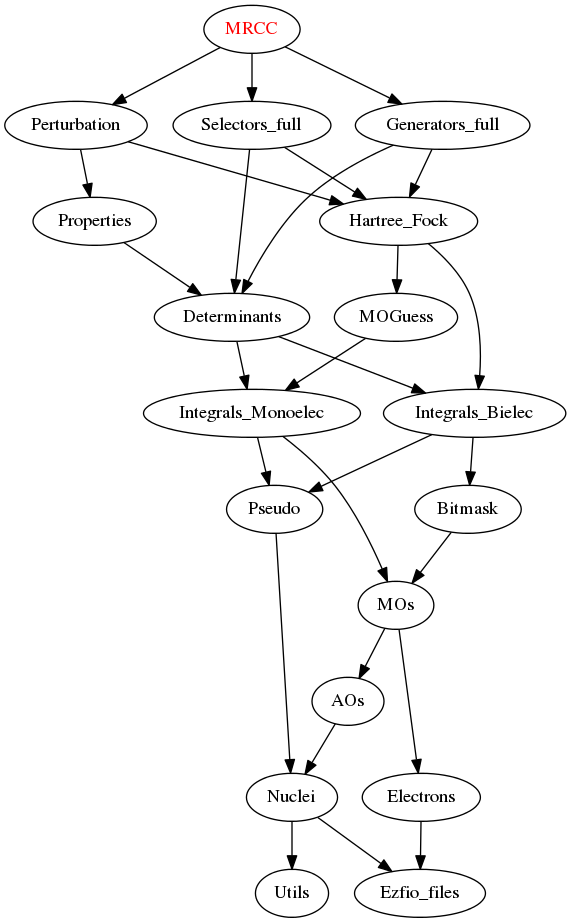 MRCC
Perturbation
Selectors_full
Generators_full
Properties
Hartree_Fock
Determinants
MOGuess
Integrals_Monoelec
Integrals_Bielec
Pseudo
Bitmask
MOs
AOs
Nuclei
Electrons
Utils
Ezfio_files